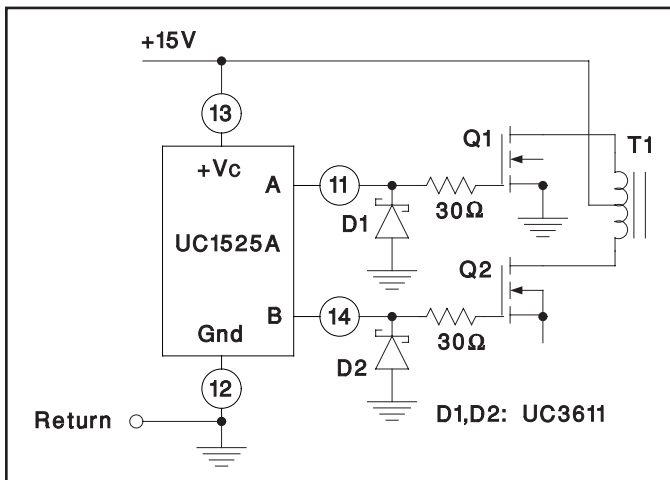 +15V
13
+VC
A
11
UC1525A
B
14
Gnd
12
Return
D1
30Ω
Q1
T1
D2
30Ω
Q2
D1,D2: UC3611